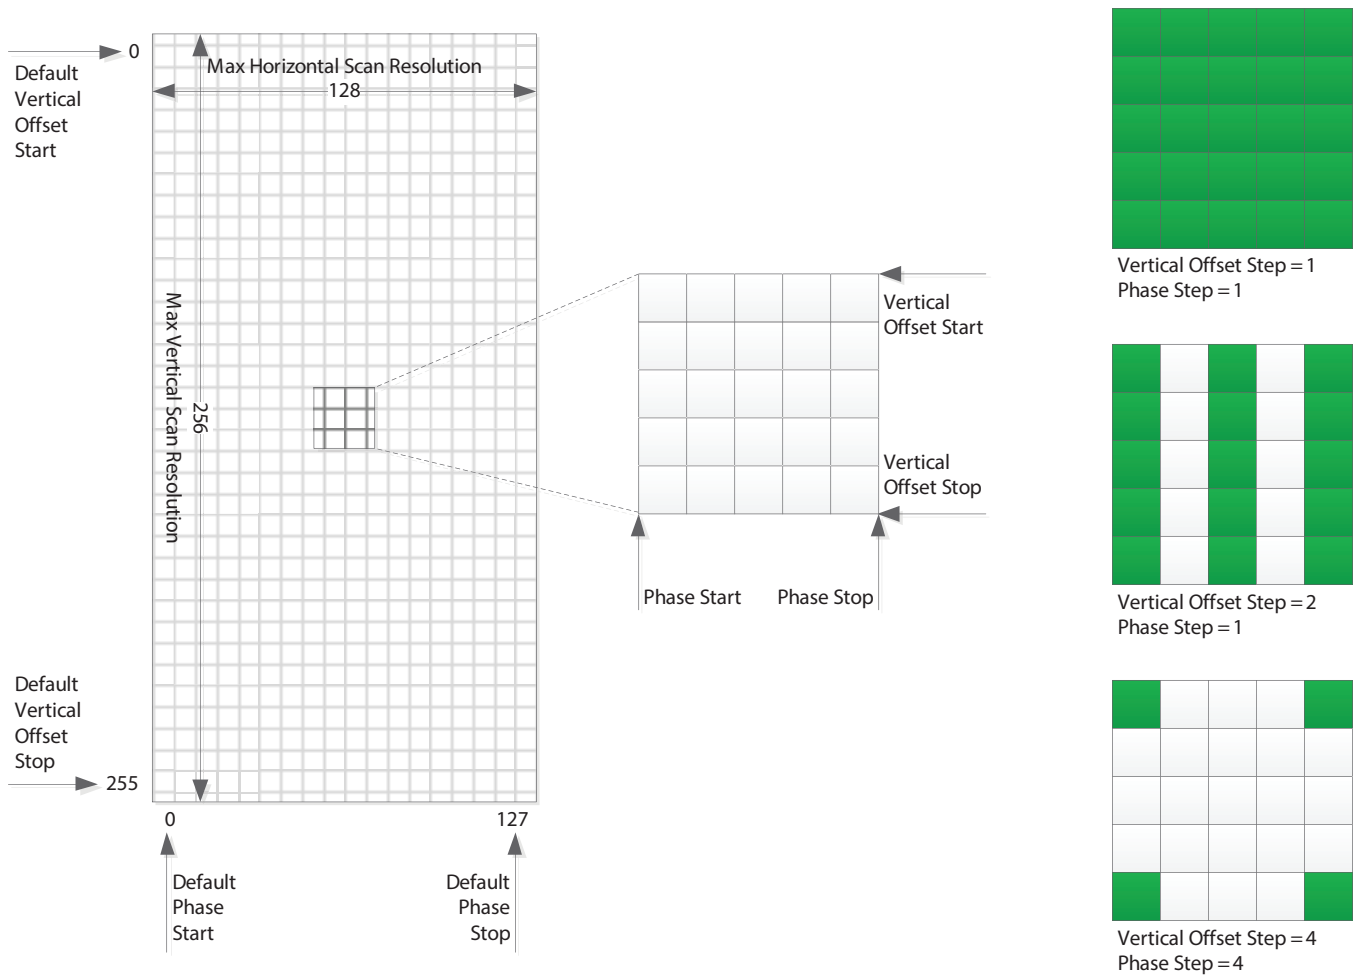 0
Default
Vertical
Offset
Start
Max Horizontal Scan Resolution
128
Max Vertical Scan Resolution
256
Default
Vertical
Offset
Stop
255
0
127
Default
Phase
Start
Default
Phase
Stop
Vertical
Offset Start
Vertical
Offset Stop
Phase Start
Phase Stop
Vertical Offset Step = 1
Phase Step = 1
Vertical Offset Step = 2
Phase Step = 1
Vertical Offset Step = 4
Phase Step = 4